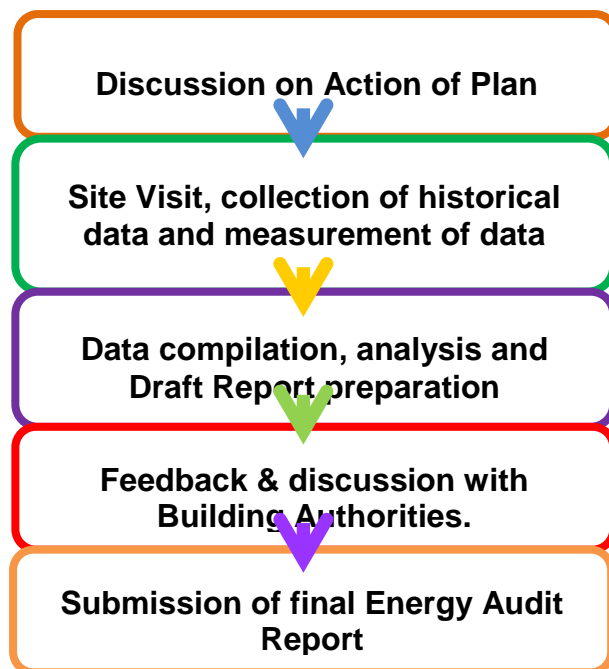 Discussion on Action of Plan
Site Visit, collection of historical
data and measurement of data
Data compilation, analysis and
Draft Report preparation
Feedback & discussion with
Building Authorities.
Submission of final Energy Audit
Report